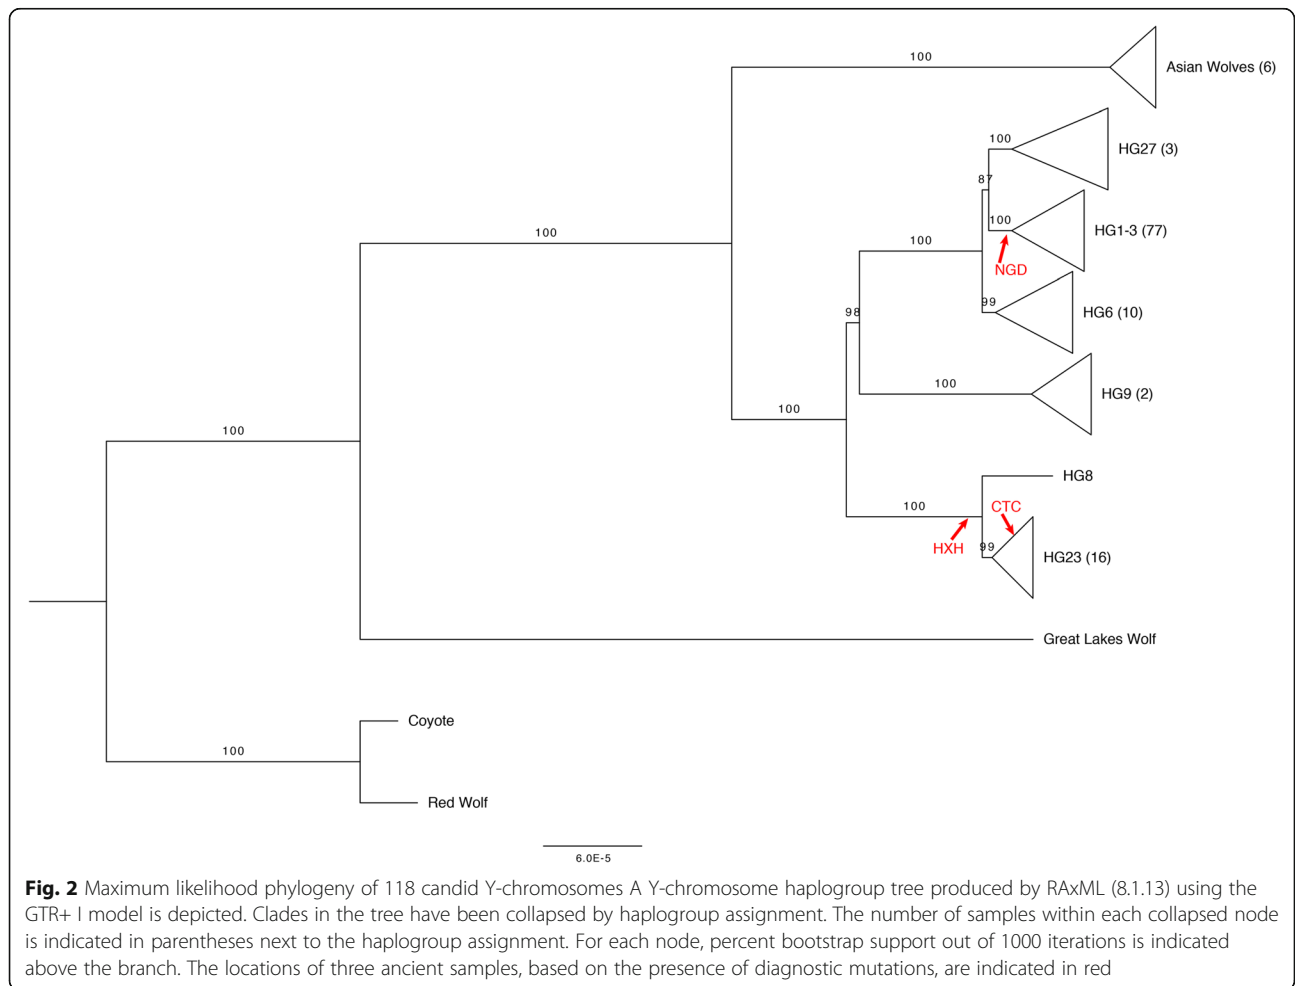 100
Asian Wolves (6)
100
HG27 (3)
87
100
HG1-3 (77)
100
100
NGD
99
HG6 (10)
98
100
HG9 (2)
100
100
HG8
100
CTC
HXH
99
HG23 (16)
Great Lakes Wolf
Coyote
100
Red Wolf
6.0E-5
Fig. 2 Maximum likelihood phylogeny of 118 candid Y-chromosomes A Y-chromosome haplogroup tree produced by RAxML (8.1.13) using the
GTR+ I model is depicted. Clades in the tree have been collapsed by haplogroup assignment. The number of samples within each collapsed node
is indicated in parentheses next to the haplogroup assignment. For each node, percent bootstrap support out of 1000 iterations is indicated
above the branch. The locations of three ancient samples, based on the presence of diagnostic mutations, are indicated in red